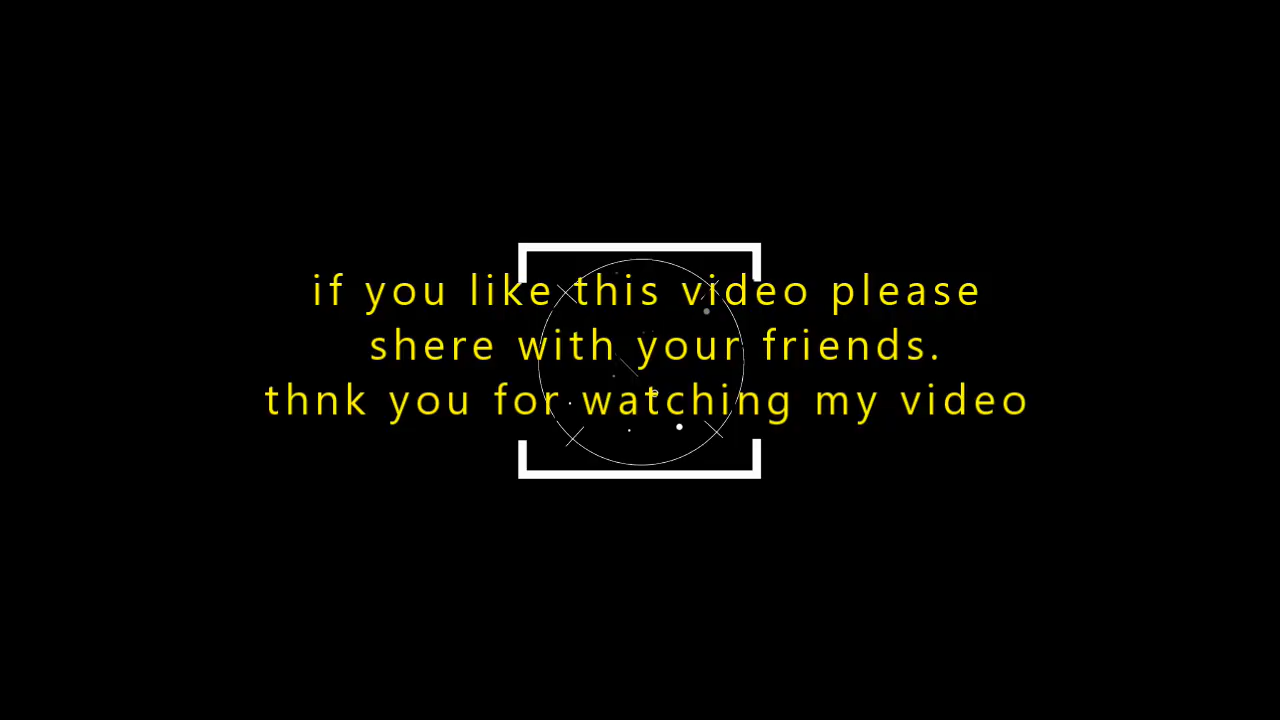 if you like this video please
shere with your friends.
thnk you for watching my video